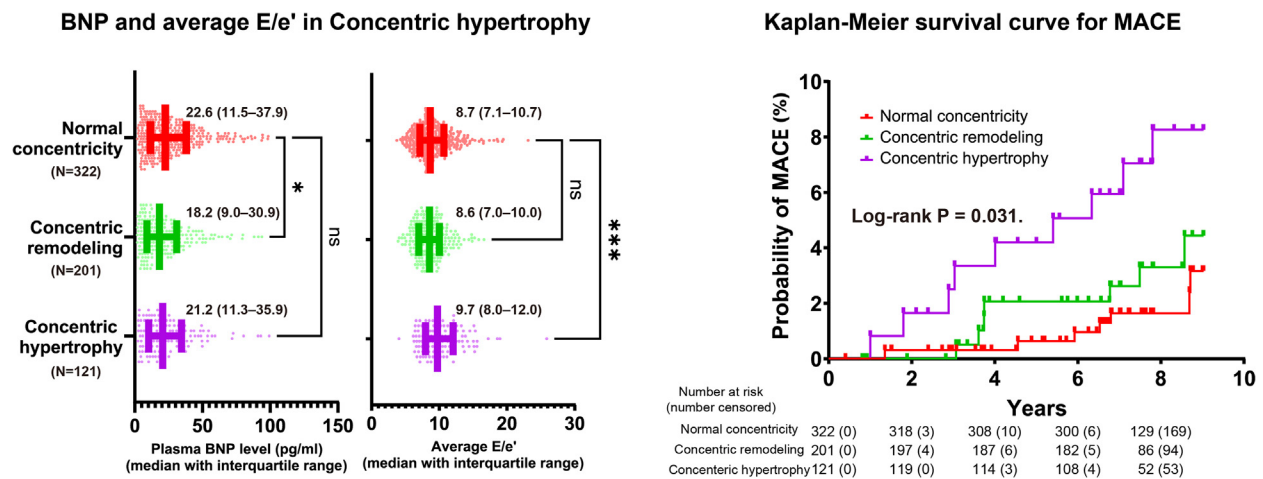 BNP and average E/e' in Concentric hypertrophy
Normal
concentricity
(N=322)
Concentric
remodeling
(N=201)
Concentric
hypertrophy
(N=121)
22.6 (11.5–37.9)
18.2 (9.0–30.9)
21.2 (11.3–35.9)
*
ns
0 50 100 150
Plasma BNP level (pg/ml)
(median with interquartile range)
8.7 (7.1–10.7)
8.6 (7.0–10.0)
9.7 (8.0–12.0)
ns
***
0 10 20 30
Average E/e'
(median with interquartile range)
Kaplan-Meier survival curve for MACE
Probability of MACE (%)
10
8
6
4
2
0
Normal concentricity
Concentric remodeling
Concentric hypertrophy
Log-rank P = 0.031.
0 2 4 6 8 10
Years
Number at risk
(number censored)
Normal concentricity 322 (0) 318 (3) 308 (10) 300 (6) 129 (169)
Concentric remodeling 201 (0) 197 (4) 187 (6) 182 (5) 86 (94)
Concenteric hypertrophy 121 (0) 119 (0) 114 (3) 108 (4) 52 (53)